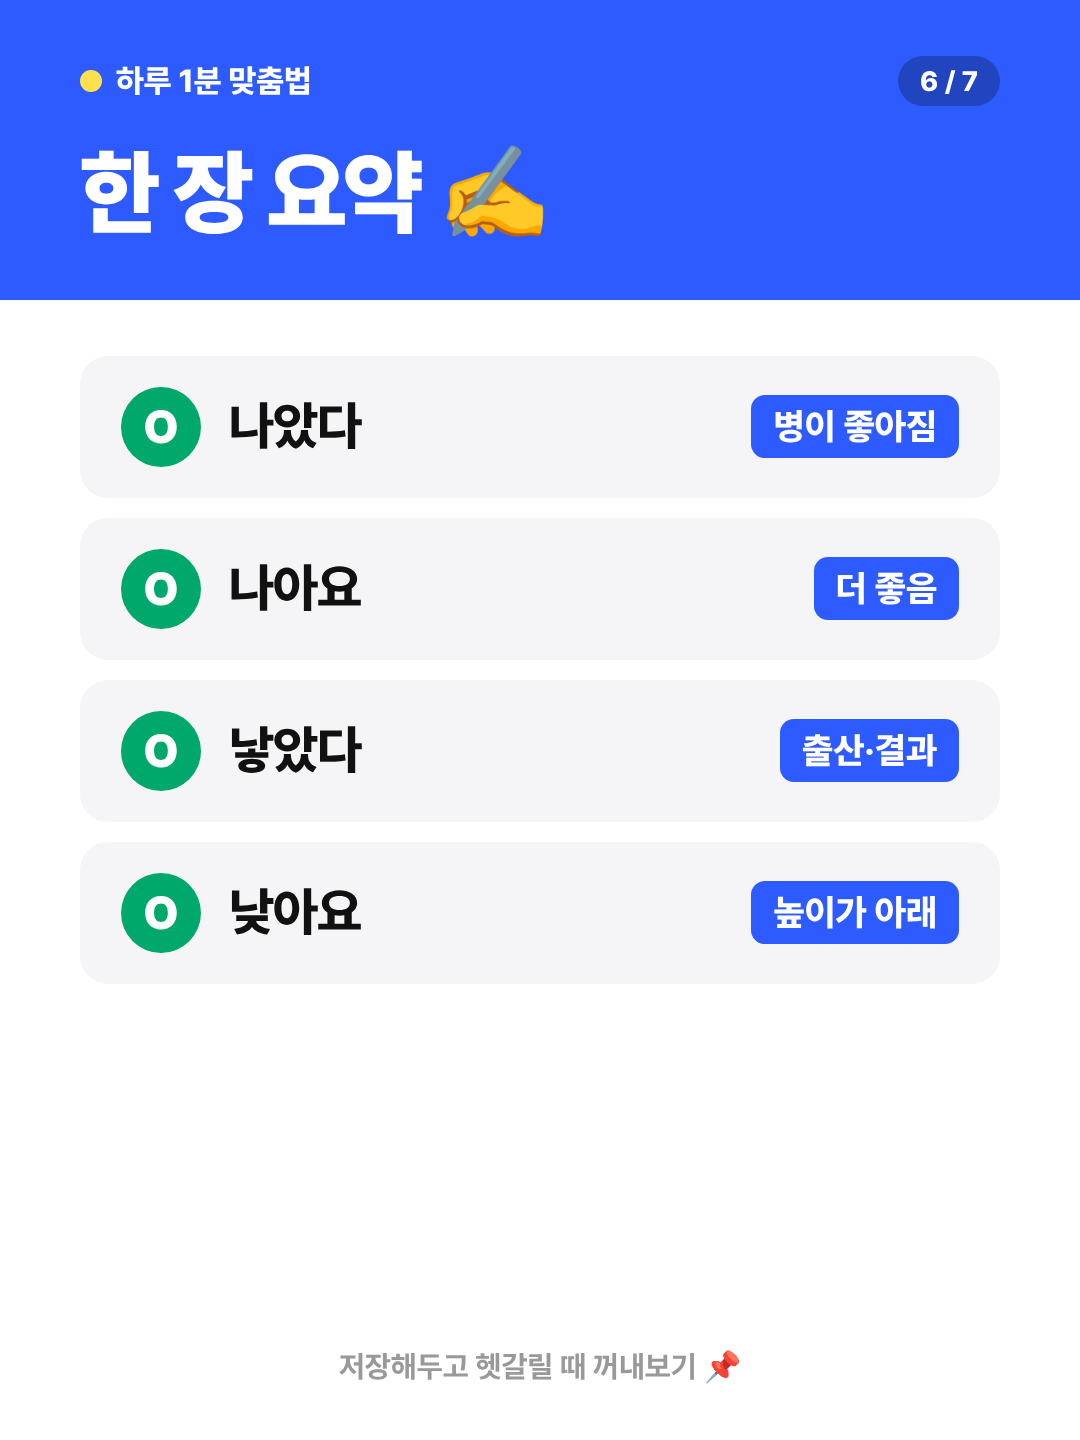 하루 1분 맞춤법
6 / 7
한 장 요약 ✍️
O 나았다 병이 좋아짐
O 나아요 더 좋음
O 낳았다 출산·결과
O 낮아요 높이가 아래
저장해두고 헷갈릴 때 꺼내보기 📌